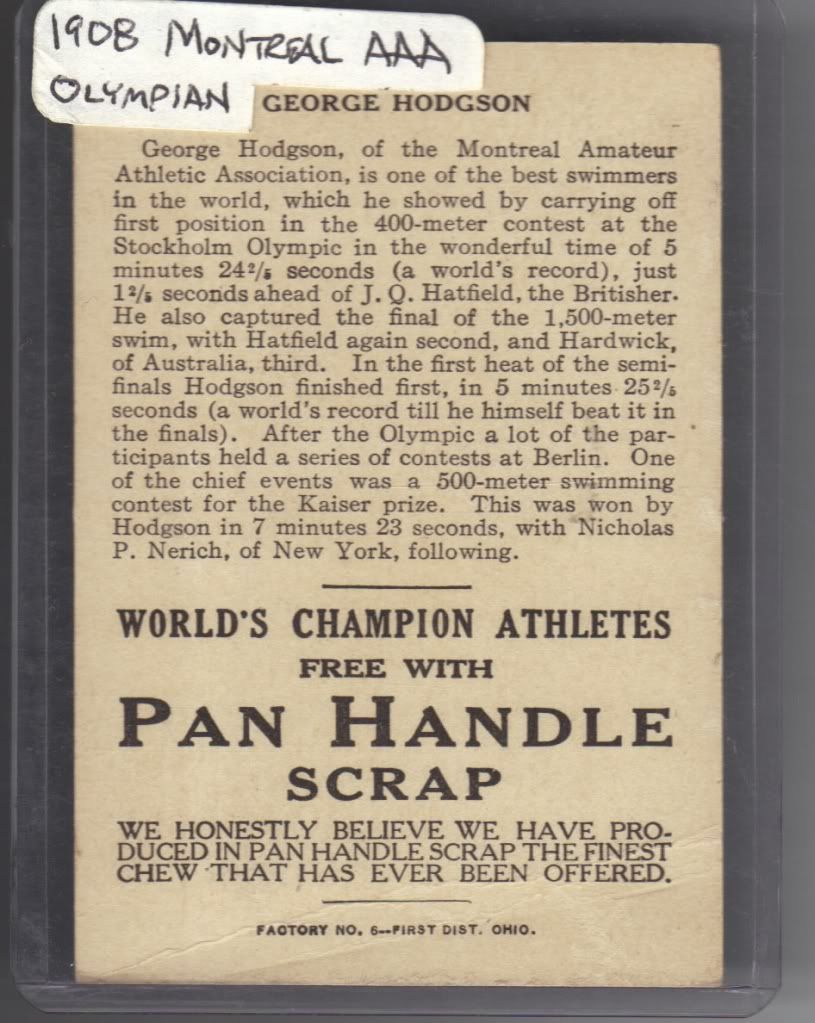 1908 MONTREAL AAA
OLYMPIAN
GEORGE HODGSON
George Hodgson, of the Montreal Amateur
Athletic Association, is one of the best swimmers
in the world, which he showed by carrying off
first position in the 400-meter contest at the
Stockholm Olympic in the wonderful time of 5
minutes 24 2/5 seconds (a world's record), just
1 2/5 seconds ahead of J. Q. Hatfield, the Britisher.
He also captured the final of the 1,500-meter
swim, with Hatfield again second, and Hardwick,
of Australia, third. In the first heat of the semi-
finals Hodgson finished first, in 5 minutes 25 2/5
seconds (a world's record till he himself beat it in
the finals). After the Olympic a lot of the par-
ticipants held a series of contests at Berlin. One
of the chief events was a 500-meter swimming
contest for the Kaiser prize. This was won by
Hodgson in 7 minutes 23 seconds, with Nicholas
P. Nerich, of New York, following.
WORLD'S CHAMPION ATHLETES
FREE WITH
PAN HANDLE
SCRAP
WE HONESTLY BELIEVE WE HAVE PRO-
DUCED IN PAN HANDLE SCRAP THE FINEST
CHEW THAT HAS EVER BEEN OFFERED.
FACTORY NO. 6--FIRST DIST. OHIO.